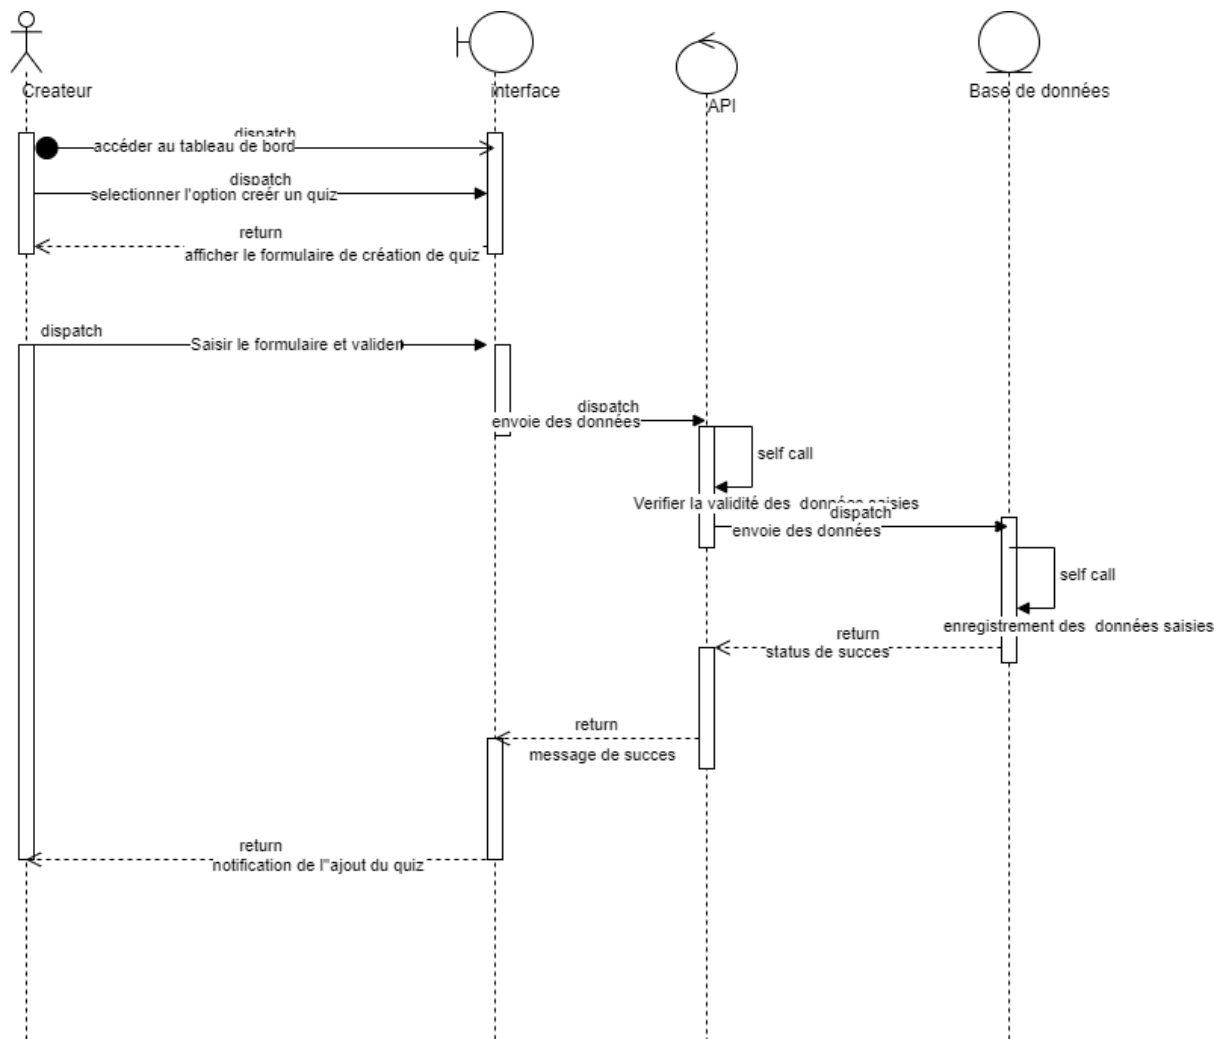 Createur
interface
API
Base de données
dispatch
accéder au tableau de bord
dispatch
selectionner l'option creér un quiz
return
afficher le formulaire de création de quiz
dispatch
Saisir le formulaire et valider
dispatch
envoie des données
self call
Verifier la validité des données saisies
dispatch
envoie des données
self call
enregistrement des données saisies
return
status de succes
return
message de succes
return
notification de l"ajout du quiz